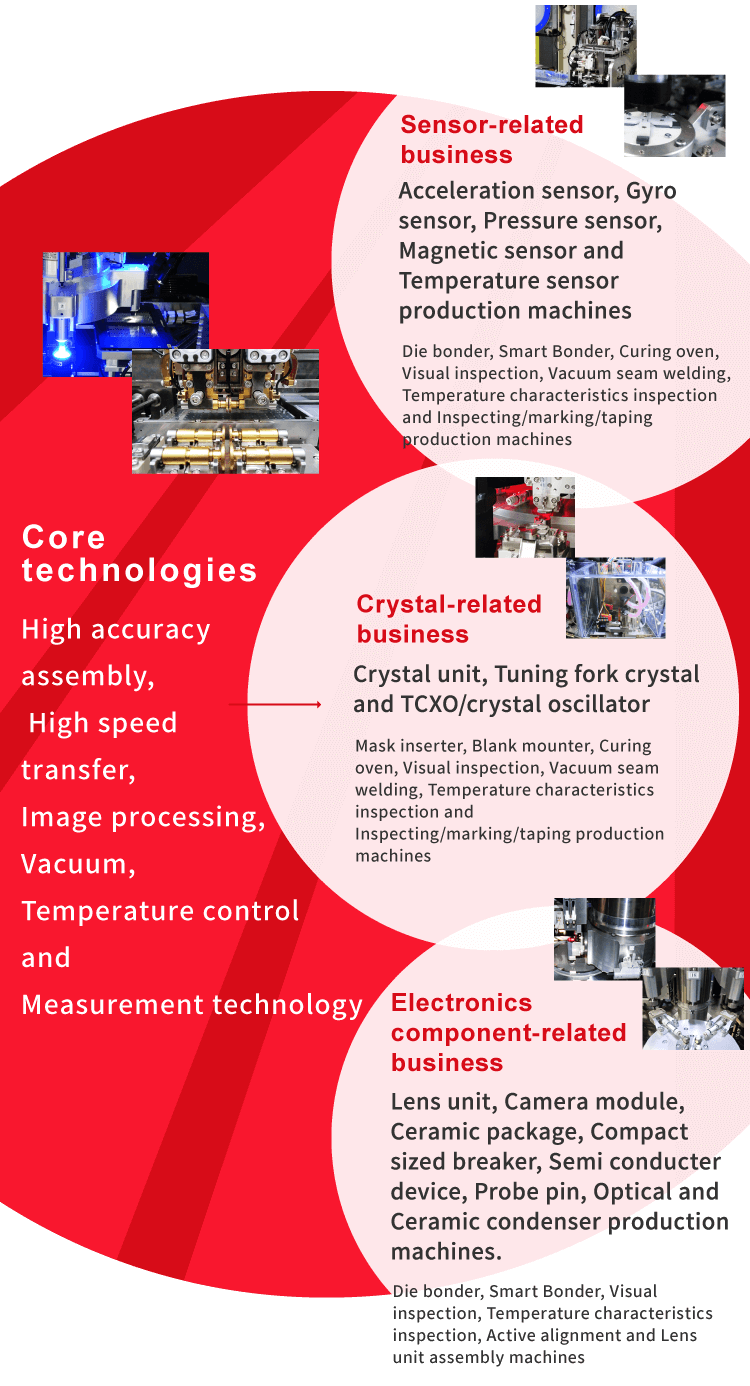 Sensor-related
business
Acceleration sensor, Gyro
sensor, Pressure sensor,
Magnetic sensor and
Temperature sensor
production machines
Die bonder, Smart Bonder, Curing oven,
Visual inspection, Vacuum seam welding,
Temperature characteristics inspection
and Inspecting/marking/taping
production machines
Core
technologies
High accuracy
assembly,
High speed
transfer,
Image processing,
Vacuum,
Temperature control
and
Measurement technology
Crystal-related
business
Crystal unit, Tuning fork crystal
and TCXO/crystal oscillator
Mask inserter, Blank mounter, Curing
oven, Visual inspection, Vacuum seam
welding, Temperature characteristics
inspection and
Inspecting/marking/taping production
machines
Electronics
component-related
business
Lens unit, Camera module,
Ceramic package, Compact
sized breaker, Semi conducter
device, Probe pin, Optical and
Ceramic condenser production
machines.
Die bonder, Smart Bonder, Visual
inspection, Temperature characteristics
inspection, Active alignment and Lens
unit assembly machines